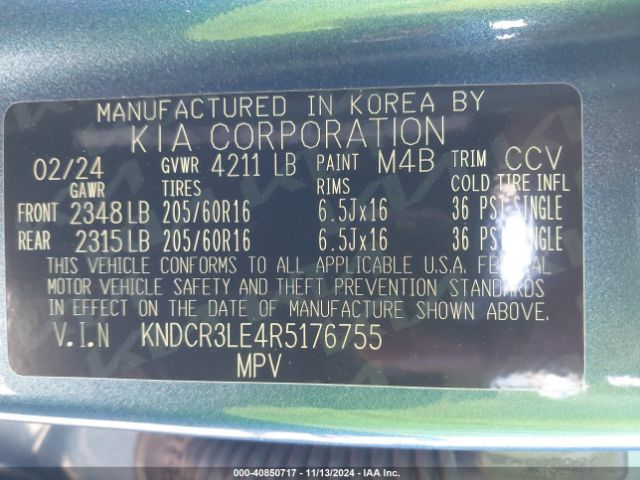 MANUFACTURED IN KOREA BY
KIA CORPORATION
02/24 GVWR 4211 LB PAINT M4B TRIM CCV
GAWR TIRES RIMS COLD TIRE INFL
FRONT 2348 LB 205/60R16 6.5Jx16 36 PSI SINGLE
REAR 2315 LB 205/60R16 6.5Jx16 36 PSI SINGLE
THIS VEHICLE CONFORMS TO ALL APPLICABLE U.S.A. FEDERAL
MOTOR VEHICLE SAFETY AND THEFT PREVENTION STANDARDS
IN EFFECT ON THE DATE OF MANUFACTURE SHOWN ABOVE.
V.I.N KNDCR3LE4R5176755
MPV
000-40850717 - 11/13/2024 - IAA Inc.